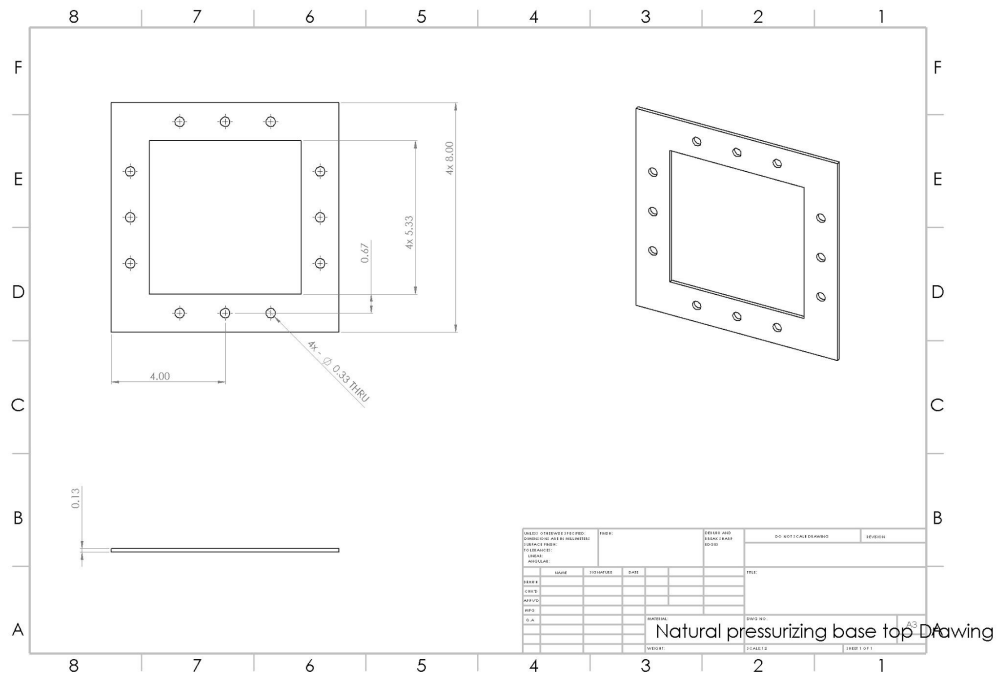 8 7 6 5 4 3 2 1
F F
E E
D D
C C
B B
A A
4x 8.00
4x 5.33
0.67
4.00
4x - Ø 0.33 THRU
0.13
UNLESS OTHERWISE SPECIFIED:
DIMENSIONS ARE IN MILLIMETERS
SURFACE FINISH:
TOLERANCES:
LINEAR:
ANGULAR:
FINISH:
DEBURR AND
BREAK SHARP
EDGES
DO NOT SCALE DRAWING
REVISION
NAME SIGNATURE DATE
TITLE:
DRAWN
CHK'D
APPV'D
MFG
Q.A
MATERIAL:
DWG NO.
A3
Natural pressurizing base top Drawing
WEIGHT:
SCALE:1:2
SHEET 1 OF 1
8 7 6 5 4 3 2 1